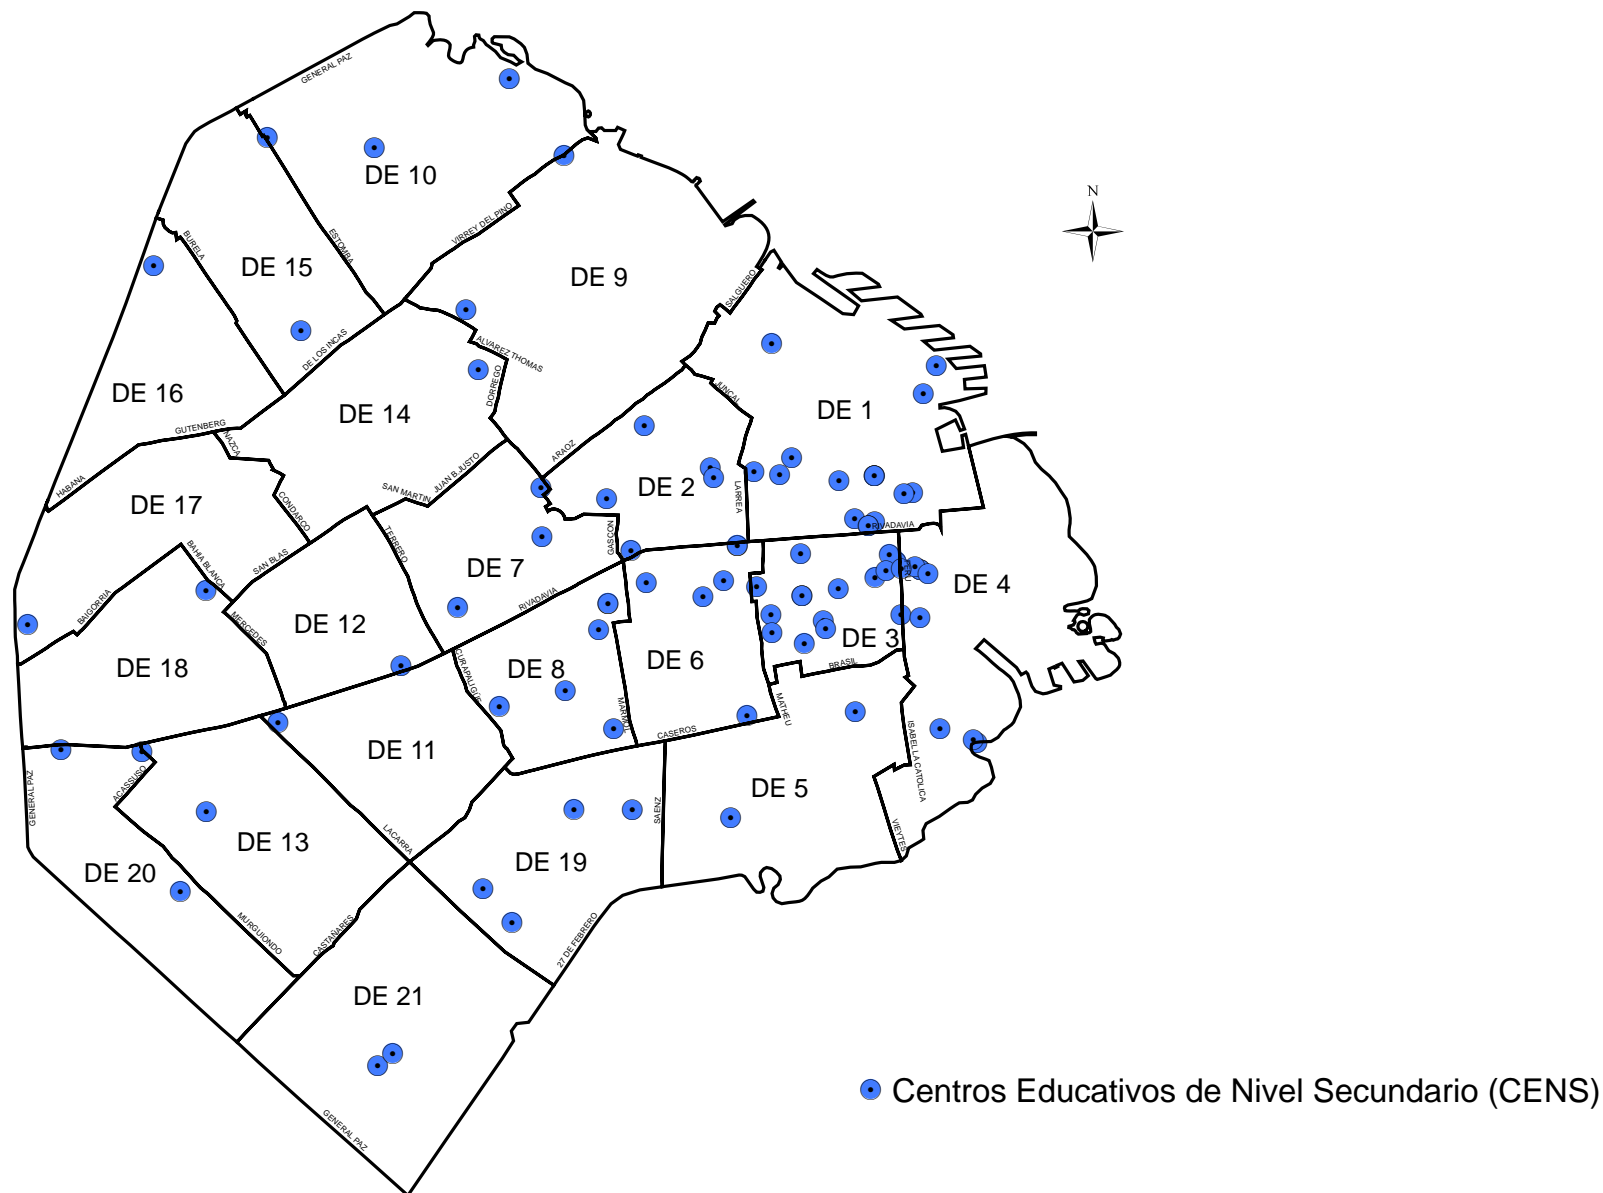 GENERAL PAZ
DE 10
N
BURELA
ESTOMBA
VIRREY DEL PINO
DE 15
DE 9
SALGUERO
DE LOS INCAS
ALVAREZ THOMAS
DORREGO
DE 16
JUNCAL
DE 14
DE 1
GUTENBERG
NAZCA
ARAOZ
HABANA
JUAN B.JUSTO
SAN MARTIN
DE 2
LARREA
DE 17
CONDARCO
GASCON
RIVADAVIA
TERRERO
BAHIA BLANCA
SAN BLAS
DE 7
RIVADAVIA
DE 4
BAIGORRIA
MERCEDES
DE 12
DE 3
DE 18
DE 8
DE 6
BRASIL
CURAPALIGÜE
MARMOL
MATHEU
CASEROS
ISABEL LA CATOLICA
DE 11
GENERAL PAZ
ACASSUSO
DE 5
SAENZ
VIEYTES
DE 13
LACARRA
DE 19
DE 20
MURGUIONDO
CASTAÑARES
27 DE FEBRERO
DE 21
Centros Educativos de Nivel Secundario (CENS)
GENERAL PAZ